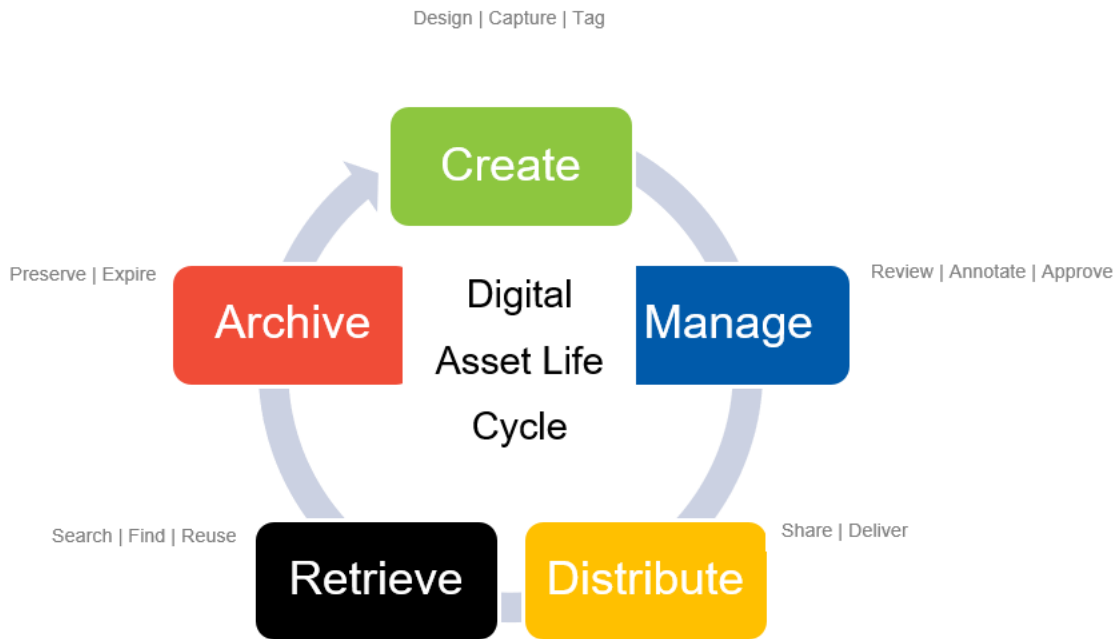 Design | Capture | Tag
Create
Preserve | Expire
Review | Annotate | Approve
Archive
Digital
Asset Life
Cycle
Manage
Search | Find | Reuse
Share | Deliver
Retrieve
Distribute